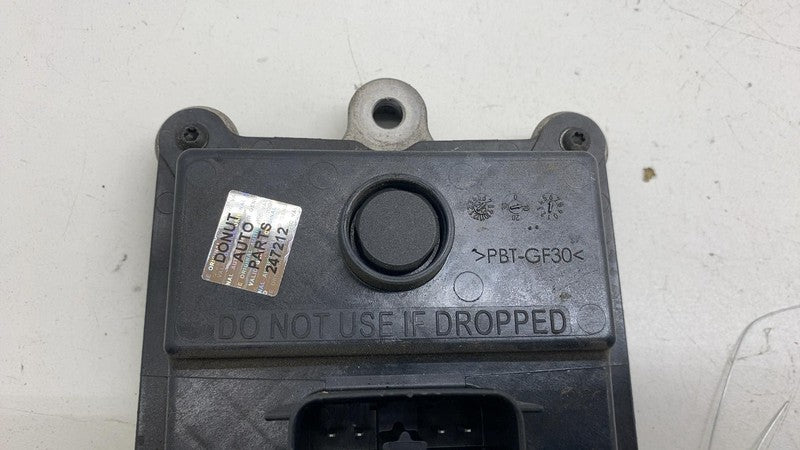 DONUT
AUTO
PARTS
247212
>PBT-GF30<
DO NOT USE IF DROPPED